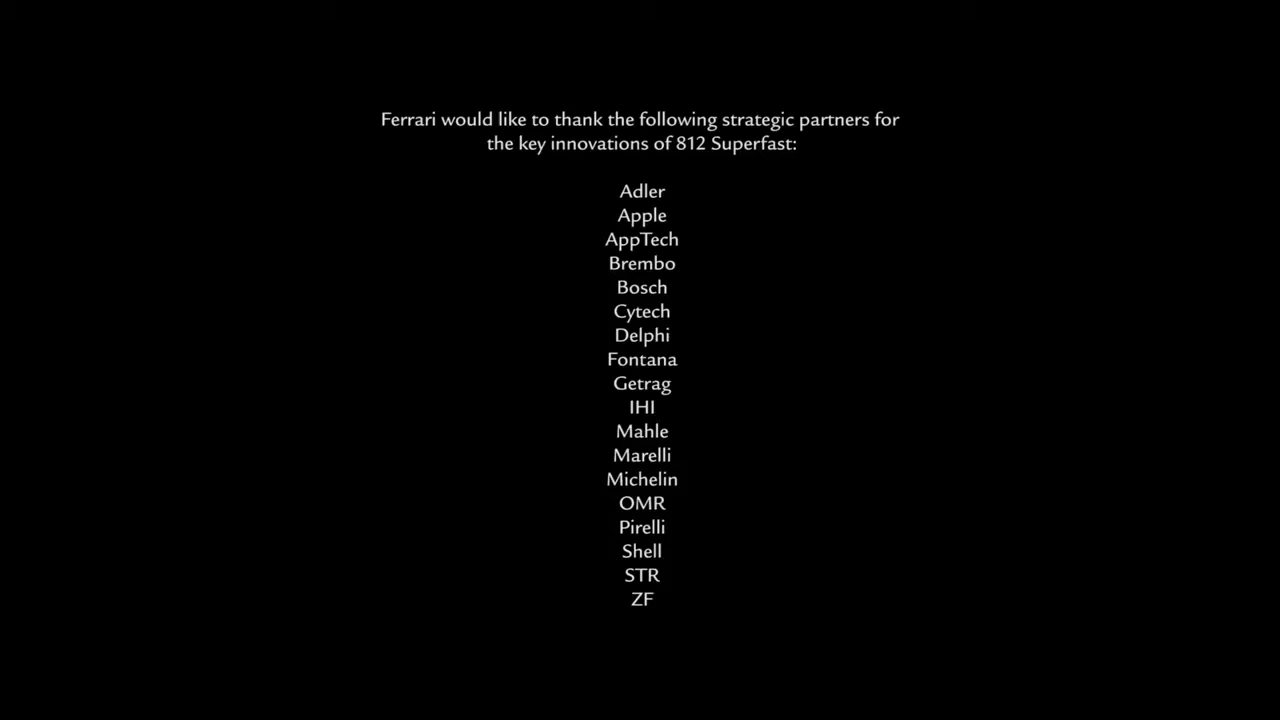 Ferrari would like to thank the following strategic partners for
the key innovations of 812 Superfast:
Adler
Apple
AppTech
Brembo
Bosch
Cytech
Delphi
Fontana
Getrag
IHI
Mahle
Marelli
Michelin
OMR
Pirelli
Shell
STR
ZF